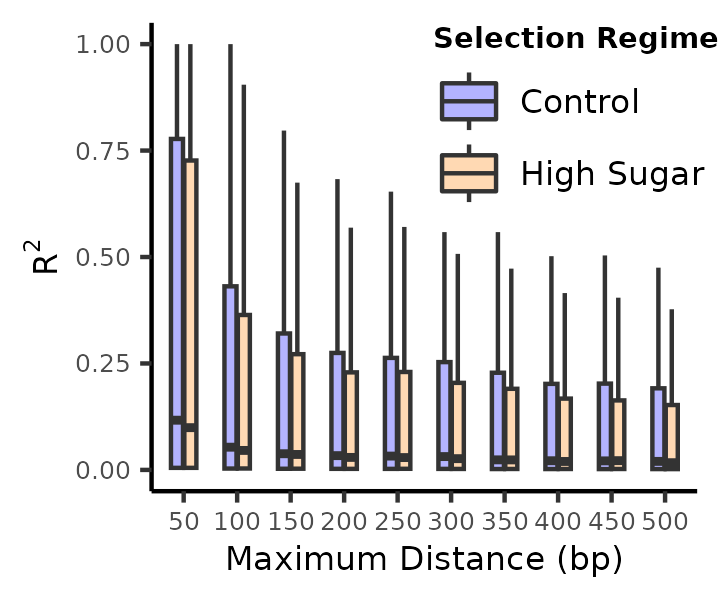 Selection Regime
Control
High Sugar
1.00
0.75
0.50
0.25
0.00
R²
50 100 150 200 250 300 350 400 450 500
Maximum Distance (bp)